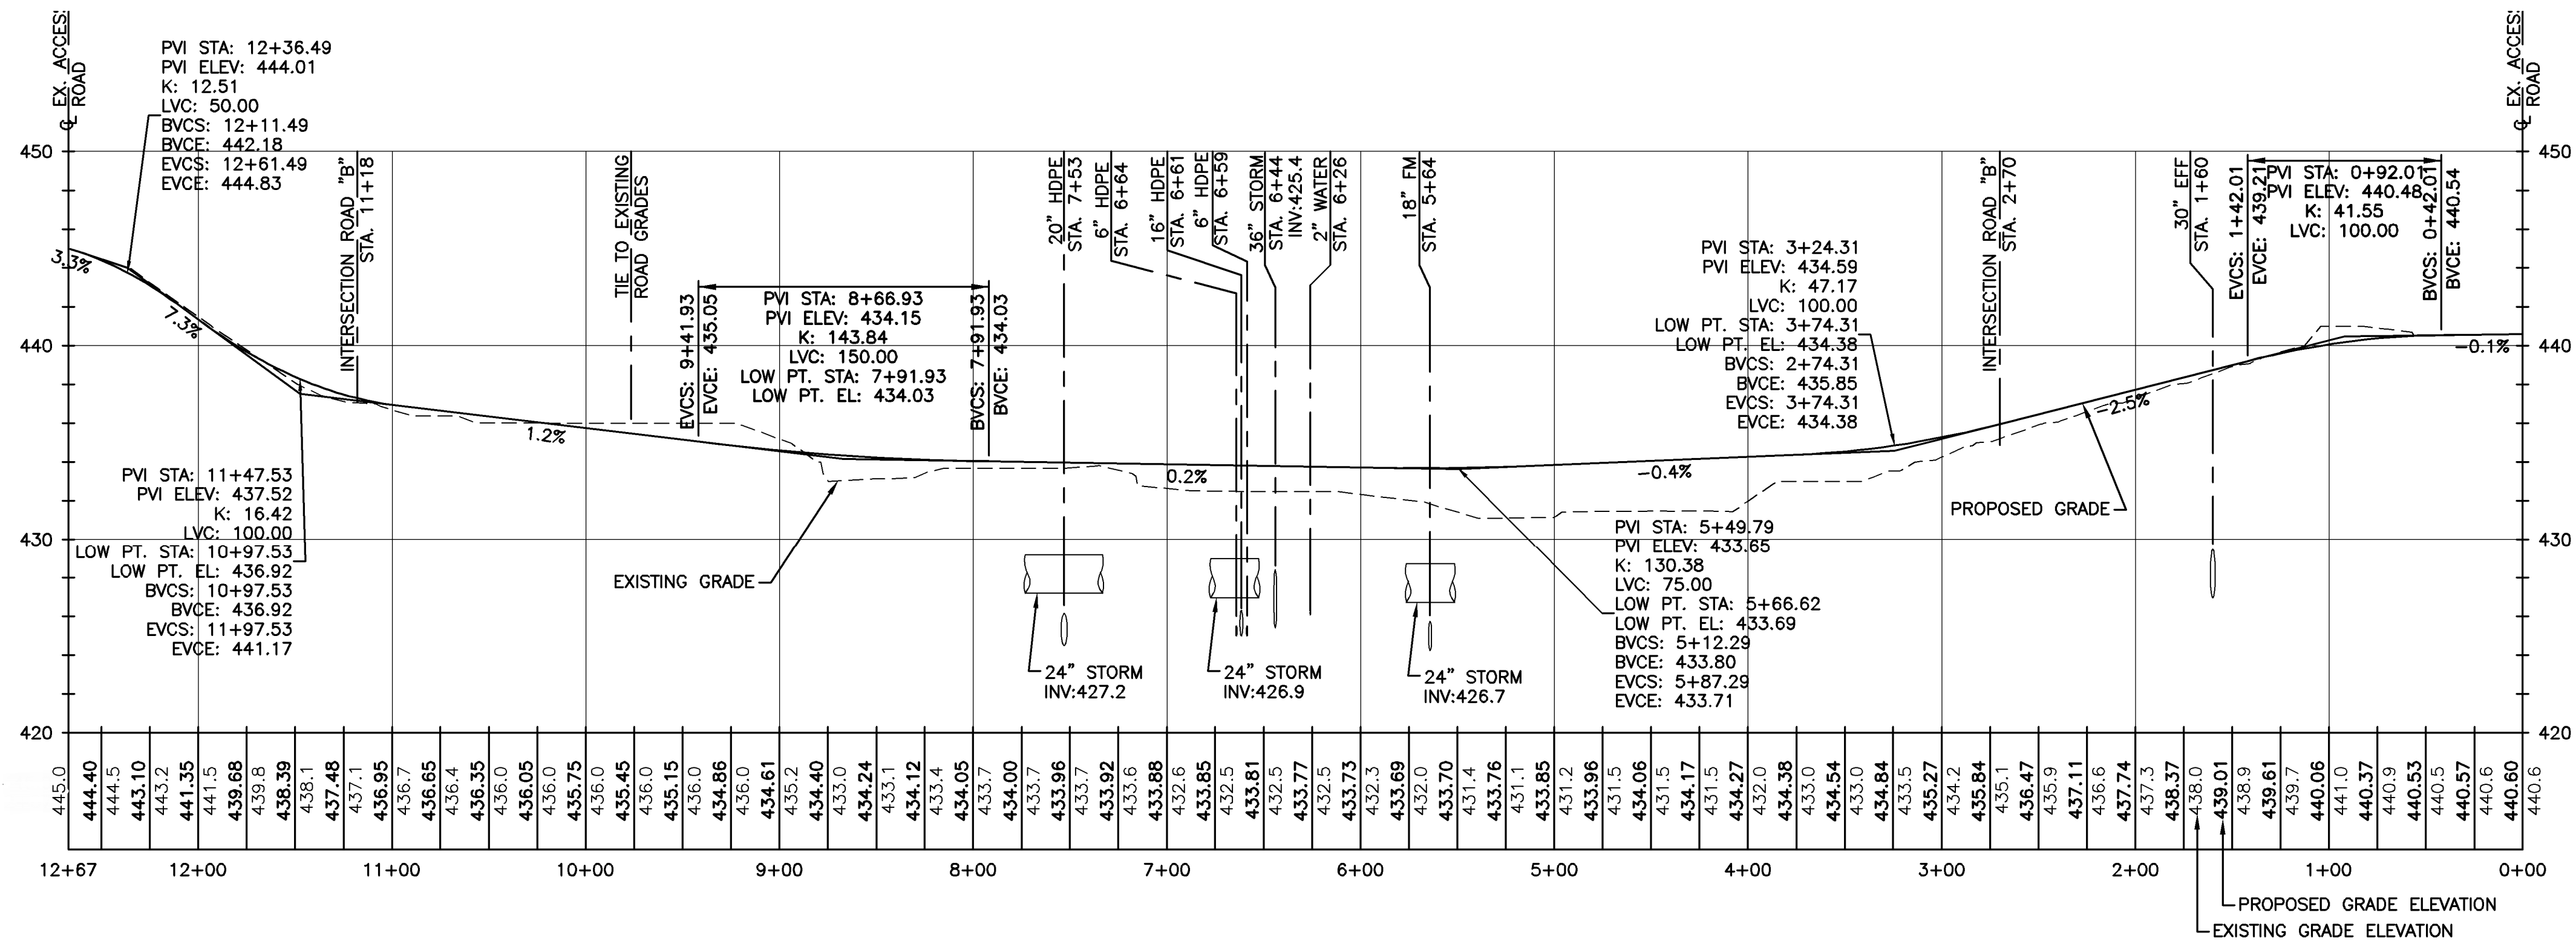 ℄ EX. ACCESS
ROAD
PVI STA: 12+36.49
PVI ELEV: 444.01
K: 12.51
LVC: 50.00
BVCS: 12+11.49
BVCE: 442.18
EVCS: 12+61.49
EVCE: 444.83
INTERSECTION ROAD "B"
STA. 11+18
TIE TO EXISTING
ROAD GRADES
EVCS: 9+41.93
EVCE: 435.05
PVI STA: 8+66.93
PVI ELEV: 434.15
K: 143.84
LVC: 150.00
LOW PT. STA: 7+91.93
LOW PT. EL: 434.03
BVCS: 7+91.93
BVCE: 434.03
20" HDPE
STA. 7+53
6" HDPE
STA. 6+64
16" HDPE
STA. 6+61
6" HDPE
STA. 6+59
36" STORM
STA. 6+44
INV:425.4
2" WATER
STA. 6+26
18" FM
STA. 5+64
PVI STA: 3+24.31
PVI ELEV: 434.59
K: 47.17
LVC: 100.00
LOW PT. STA: 3+74.31
LOW PT. EL: 434.38
BVCS: 2+74.31
BVCE: 435.85
EVCS: 3+74.31
EVCE: 434.38
INTERSECTION ROAD "B"
STA. 2+70
30" EFF
STA. 1+60
EVCS: 1+42.01
EVCE: 439.21
PVI STA: 0+92.01
PVI ELEV: 440.48
K: 41.55
LVC: 100.00
BVCS: 0+42.01
BVCE: 440.54
℄ EX. ACCESS
ROAD
450
440
430
420
450
440
430
420
3.3%
7.3%
1.2%
0.2%
-0.4%
-2.5%
-0.1%
PVI STA: 11+47.53
PVI ELEV: 437.52
K: 16.42
LVC: 100.00
LOW PT. STA: 10+97.53
LOW PT. EL: 436.92
BVCS: 10+97.53
BVCE: 436.92
EVCS: 11+97.53
EVCE: 441.17
EXISTING GRADE
24" STORM
INV:427.2
24" STORM
INV:426.9
24" STORM
INV:426.7
PVI STA: 5+49.79
PVI ELEV: 433.65
K: 130.38
LVC: 75.00
LOW PT. STA: 5+66.62
LOW PT. EL: 433.69
BVCS: 5+12.29
BVCE: 433.80
EVCS: 5+87.29
EVCE: 433.71
PROPOSED GRADE
445.0 444.40 444.5 443.10 443.2 441.35 441.5 439.68 439.8 438.39 438.1 437.48 437.1 436.95 436.7 436.65 436.4 436.35 436.0 436.05 436.0 435.75 436.0 435.45 436.0 435.15 436.0 434.86 436.0 434.61 435.2 434.40 433.0 434.24 433.1 434.12 433.4 434.05 433.7 434.00 433.7 433.96 433.7 433.92 433.6 433.88 432.6 433.85 432.5 433.81 432.5 433.77 432.5 433.73 432.3 433.69 432.0 433.70 431.4 433.76 431.1 433.85 431.2 433.96 431.5 434.06 431.5 434.17 431.5 434.27 432.0 434.38 433.0 434.54 433.0 434.84 433.5 435.27 434.2 435.84 435.1 436.47 435.9 437.11 436.6 437.74 437.3 438.37 438.0 439.01 438.9 439.61 439.7 440.06 441.0 440.37 440.9 440.53 440.5 440.57 440.6 440.60 440.6
12+67 12+00 11+00 10+00 9+00 8+00 7+00 6+00 5+00 4+00 3+00 2+00 1+00 0+00
PROPOSED GRADE ELEVATION
EXISTING GRADE ELEVATION